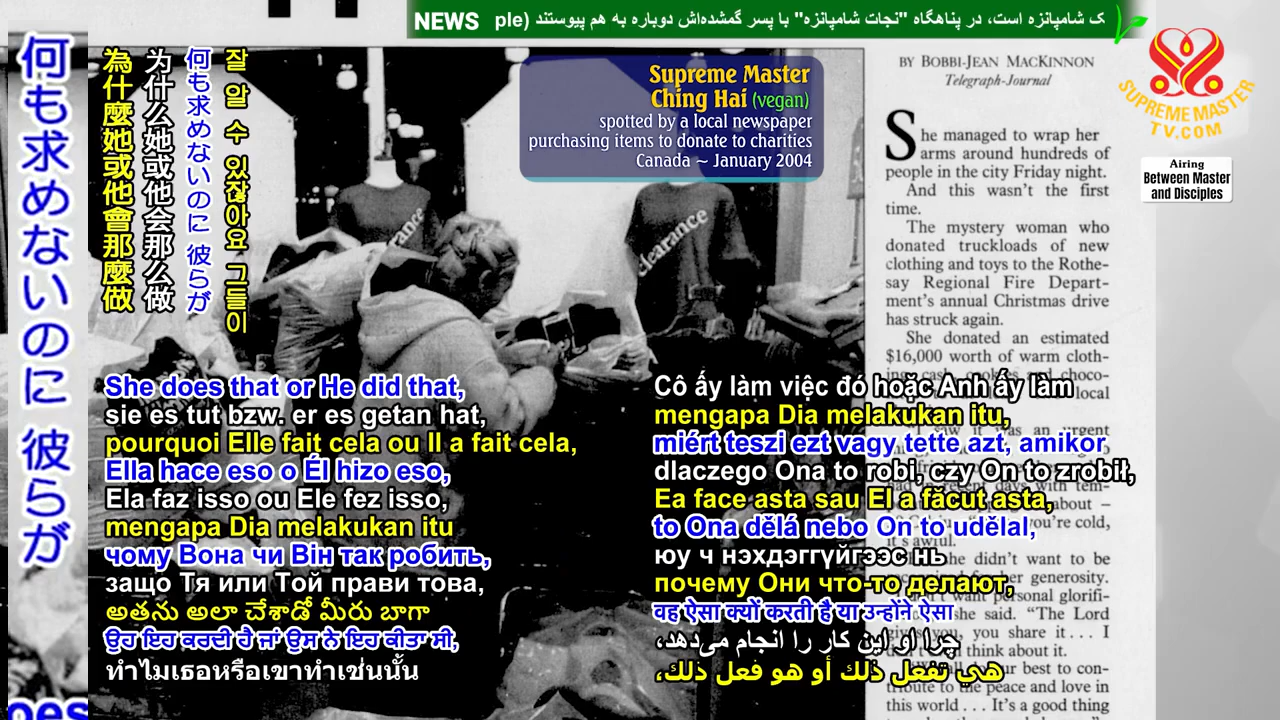 NEWS
ک شامپانزه است، در پناهگاه "نجات شامپانزه" با پسر گمشده‌اش دوباره به هم پیوستند (ple
Supreme Master
Ching Hai (vegan)
spotted by a local newspaper
purchasing items to donate to charities
Canada ~ January 2004
SUPREME MASTER
TV.COM
Airing
Between Master
and Disciples
何も求めないのに 彼らが
為什麼她或他會那麼做
为什么她或他会那么做
何も求めないのに 彼らが
잘 알 수 있잖아요 그들이
clearance
BY BOBBI-JEAN MACKINNON
Telegraph-Journal
She managed to wrap her
arms around hundreds of
people in the city Friday night.
And this wasn't the first
time.
The mystery woman who
donated truckloads of new
clothing and toys to the Rothe-
say Regional Fire Depart-
ment's annual Christmas drive
has struck again.
She donated an estimated
$16,000 worth of warm cloth-
She does that or He did that,
sie es tut bzw. er es getan hat,
pourquoi Elle fait cela ou Il a fait cela,
Ella hace eso o Él hizo eso,
Ela faz isso ou Ele fez isso,
mengapa Dia melakukan itu
чому Вона чи Він так робить,
защо Тя или Той прави това,
అతను అలా చేశాడో మీరు బాగా
ਉਹ ਇਹ ਕਰਦੀ ਹੈ ਜਾਂ ਉਸ ਨੇ ਇਹ ਕੀਤਾ ਸੀ,
ทำไมเธอหรือเขาทำเช่นนั้น
Cô ấy làm việc đó hoặc Anh ấy làm
mengapa Dia melakukan itu,
miért teszi ezt vagy tette azt, amikor
dlaczego Ona to robi, czy On to zrobił,
Ea face asta sau El a făcut asta,
to Ona dělá nebo On to udělal,
юу ч нэхдэггүйгээс нь
почему Они что-то делают,
वह ऐसा क्यों करती है या उन्होंने ऐसा
چرا او این کار را انجام می‌دهد،
هي تفعل ذلك أو هو فعل ذلك،
local
an urgent
with tem-
about –
you're cold,
it's awful.
she didn't want to be
her generosity.
want personal glorifi-
she said. "The Lord
you, you share it . . . I
think about it.
our best to con-
tribute to the peace and love in
this world . . . It's a good thing